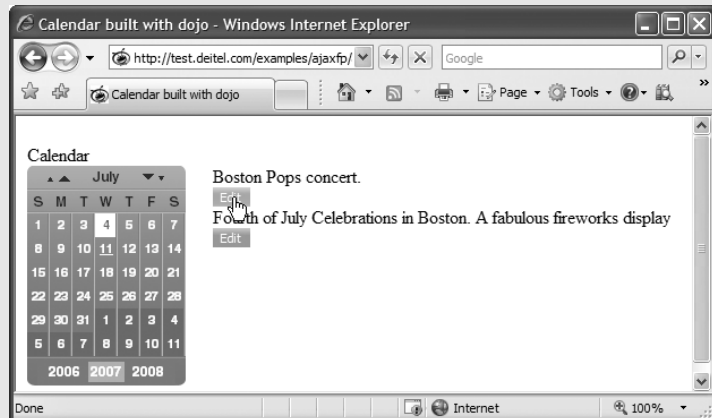 Calendar built with dojo - Windows Internet Explorer
http://test.deitel.com/examples/ajaxfp/
Google
Calendar built with dojo
Page
Tools
»
Calendar
July
S M T W T F S
1 2 3 4 5 6 7
8 9 10 11 12 13 14
15 16 17 18 19 20 21
22 23 24 25 26 27 28
29 30 31 1 2 3 4
5 6 7 8 9 10 11
2006 2007 2008
Boston Pops concert.
Edit
Fourth of July Celebrations in Boston. A fabulous fireworks display
Edit
Done
Internet
100%